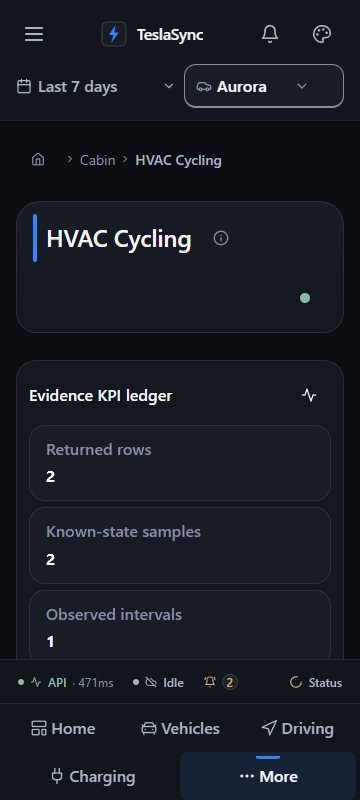 TeslaSync
Last 7 days
Aurora
Cabin
HVAC Cycling
HVAC Cycling
Evidence KPI ledger
Returned rows
2
Known-state samples
2
Observed intervals
1
API · 471ms
Idle
2
Status
Home
Vehicles
Driving
Charging
More